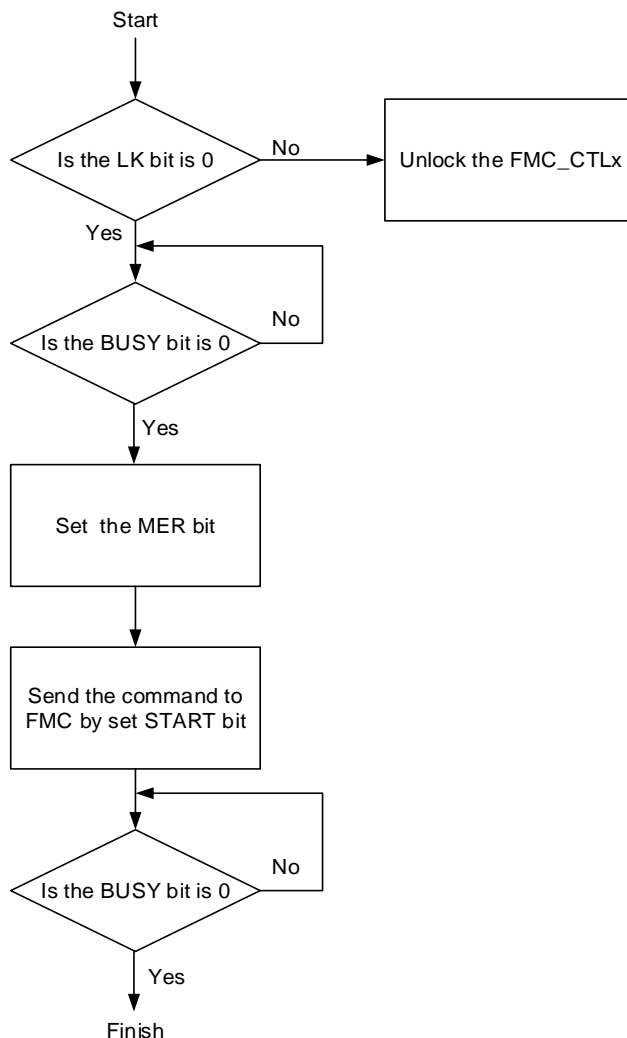 Start
Is the LK bit is 0
No
Unlock the FMC_CTLx
Yes
Is the BUSY bit is 0
No
Yes
Set the MER bit
Send the command to
FMC by set START bit
Is the BUSY bit is 0
No
Yes
Finish